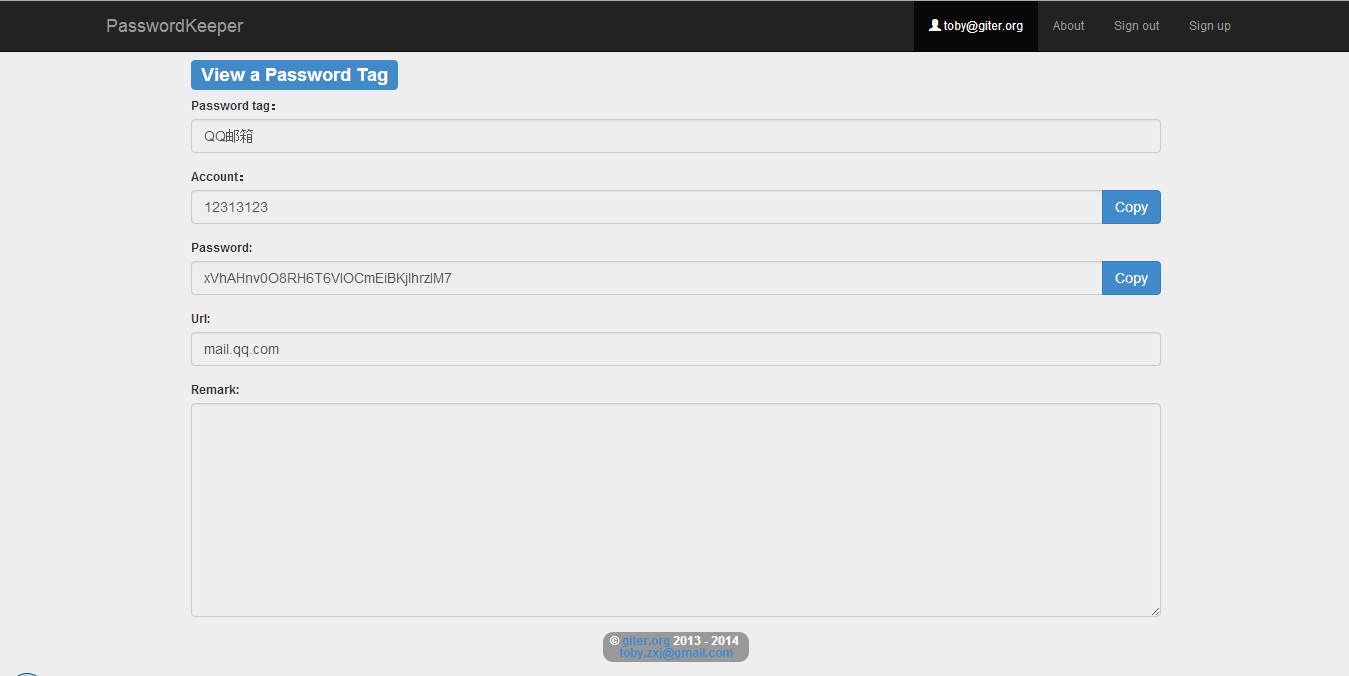 PasswordKeeper toby@giter.org About Sign out Sign up
View a Password Tag
Password tag：
QQ邮箱
Account：
12313123
Copy
Password:
xVhAHnv0O8RH6T6VlOCmEiBKjlhrzlM7
Copy
Url:
mail.qq.com
Remark:
© giter.org 2013 - 2014
toby.zxj@gmail.com